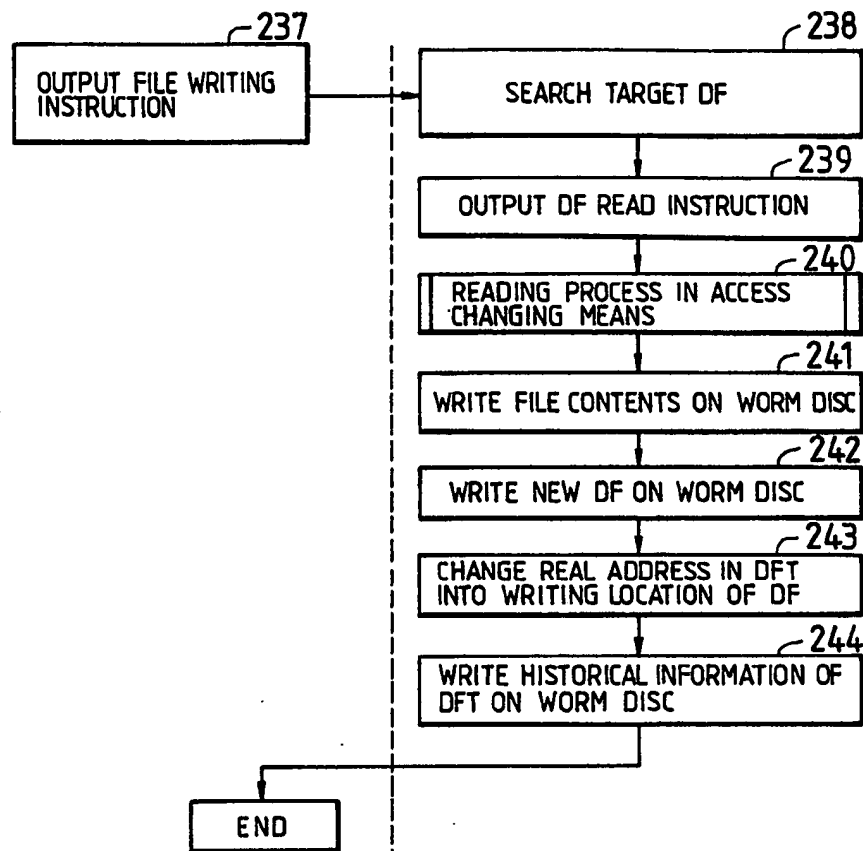 237
OUTPUT FILE WRITING
INSTRUCTION
238
SEARCH TARGET DF
239
OUTPUT DF READ INSTRUCTION
240
READING PROCESS IN ACCESS
CHANGING MEANS
241
WRITE FILE CONTENTS ON WORM DISC
242
WRITE NEW DF ON WORM DISC
243
CHANGE REAL ADDRESS IN DFT
INTO WRITING LOCATION OF DF
244
WRITE HISTORICAL INFORMATION OF
DFT ON WORM DISC
END